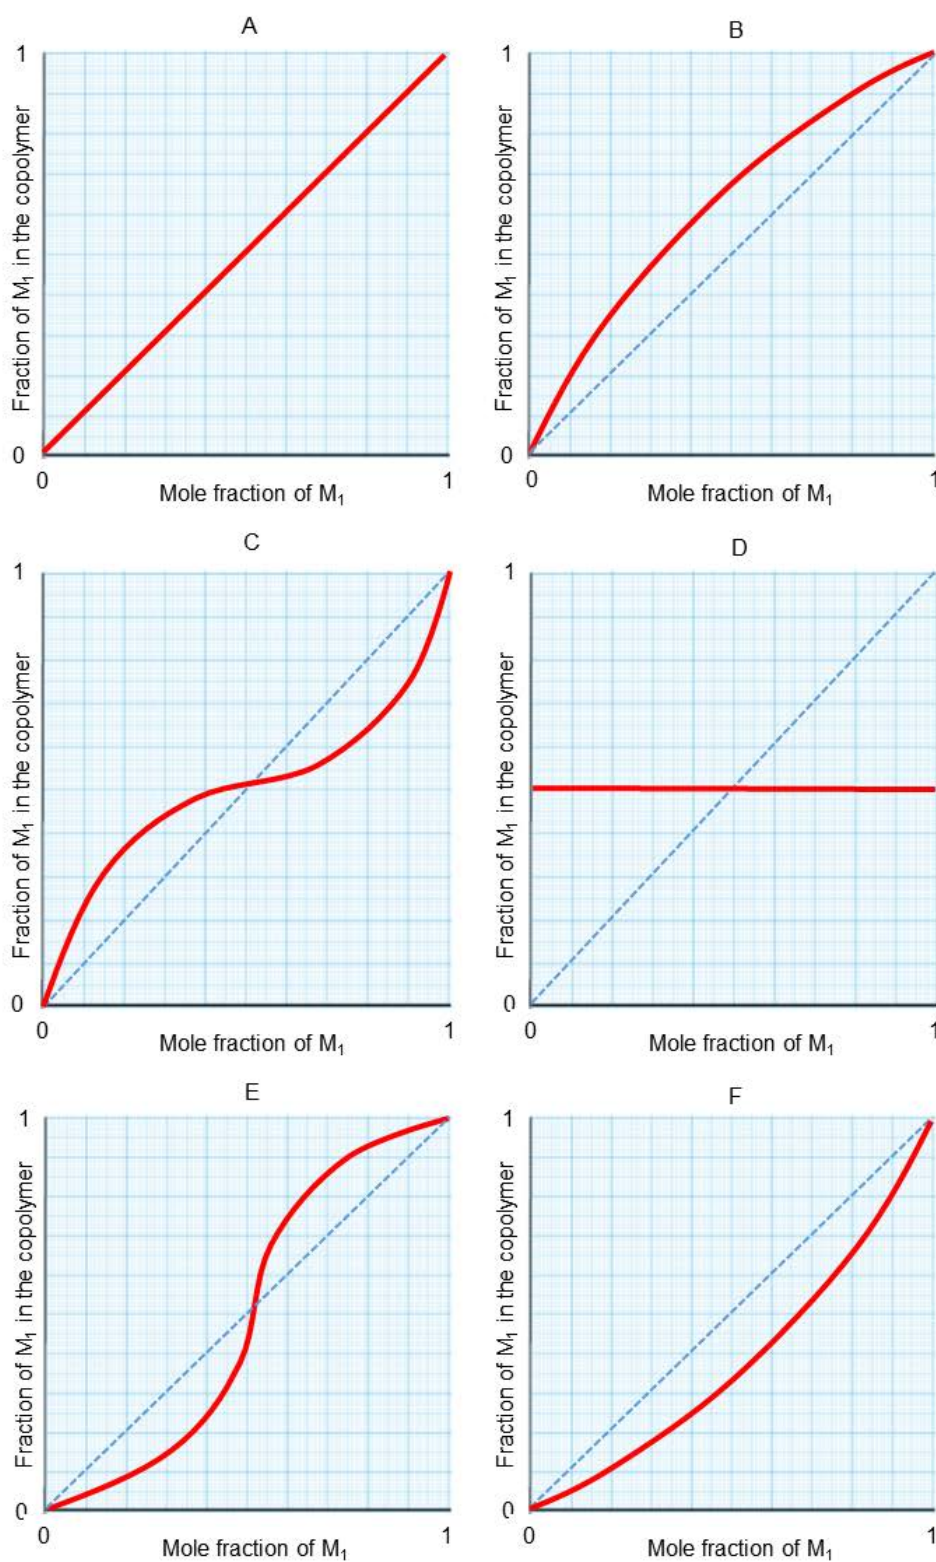 A
1
Fraction of M₁ in the copolymer
0
0
1
Mole fraction of M₁
B
1
Fraction of M₁ in the copolymer
0
0
1
Mole fraction of M₁
C
1
Fraction of M₁ in the copolymer
0
0
1
Mole fraction of M₁
D
1
Fraction of M₁ in the copolymer
0
0
1
Mole fraction of M₁
E
1
Fraction of M₁ in the copolymer
0
0
1
Mole fraction of M₁
F
1
Fraction of M₁ in the copolymer
0
0
1
Mole fraction of M₁